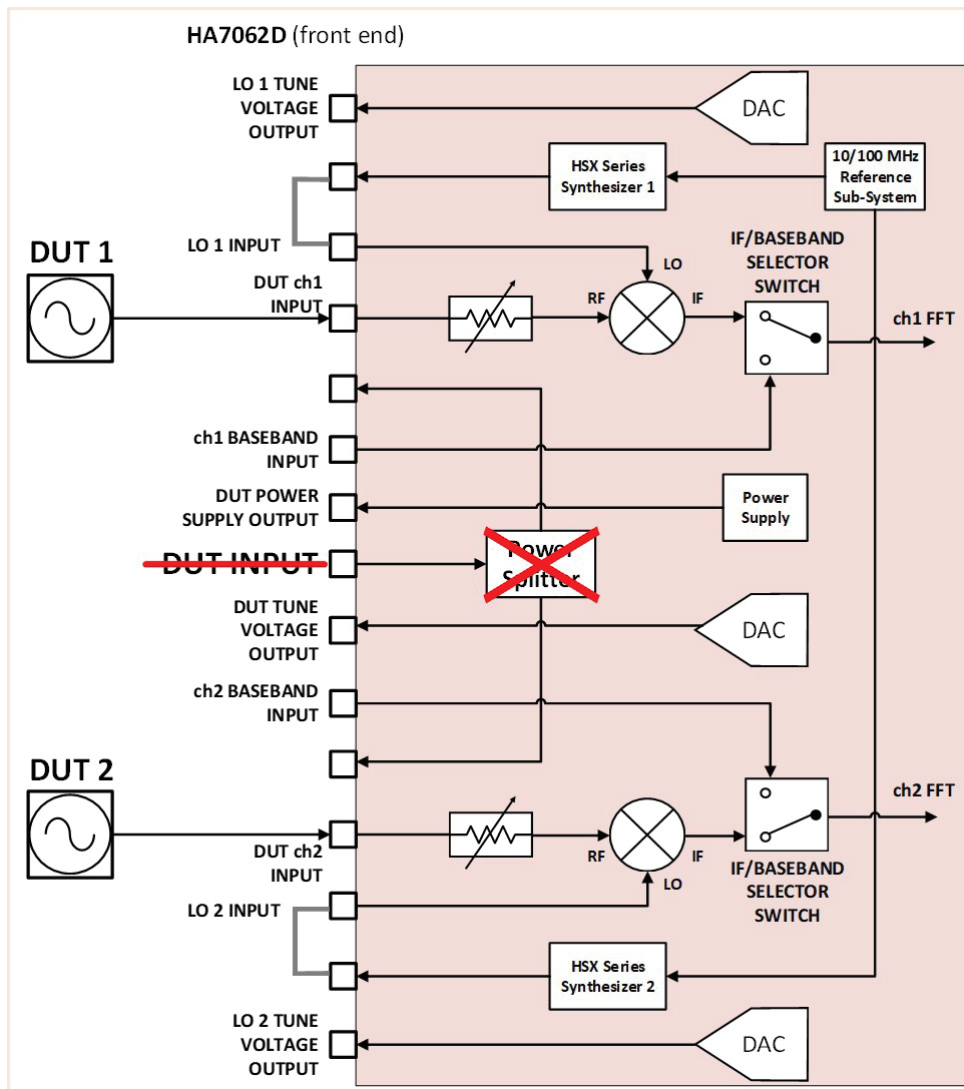 HA7062D (front end)
LO 1 TUNE
VOLTAGE
OUTPUT
DAC
HSX Series
Synthesizer 1
10/100 MHz
Reference
Sub-System
DUT 1
LO 1 INPUT
LO
IF/BASEBAND
SELECTOR
SWITCH
DUT ch1
INPUT
RF
IF
ch1 FFT
ch1 BASEBAND
INPUT
DUT POWER
SUPPLY OUTPUT
Power
Supply
DUT INPUT
Power
Splitter
DUT TUNE
VOLTAGE
OUTPUT
DAC
ch2 BASEBAND
INPUT
DUT 2
ch2 FFT
DUT ch2
INPUT
RF
IF
LO
IF/BASEBAND
SELECTOR
SWITCH
LO 2 INPUT
HSX Series
Synthesizer 2
LO 2 TUNE
VOLTAGE
OUTPUT
DAC